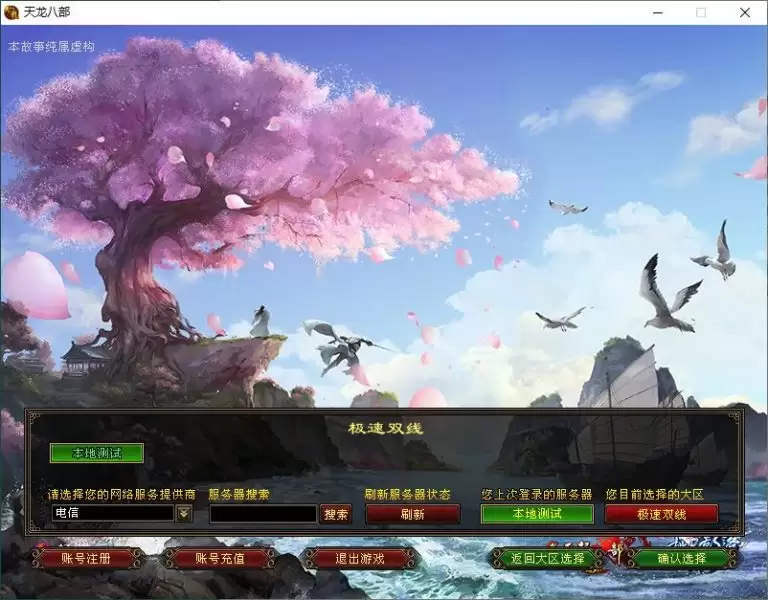 天龙八部
本故事纯属虚构
极速双线
本地测试
请选择您的网络服务提供商 服务器搜索 刷新服务器状态 您上次登录的服务器 您目前选择的大区
电信 搜索 刷新 本地测试 极速双线
账号注册 账号充值 退出游戏 返回大区选择 确认选择